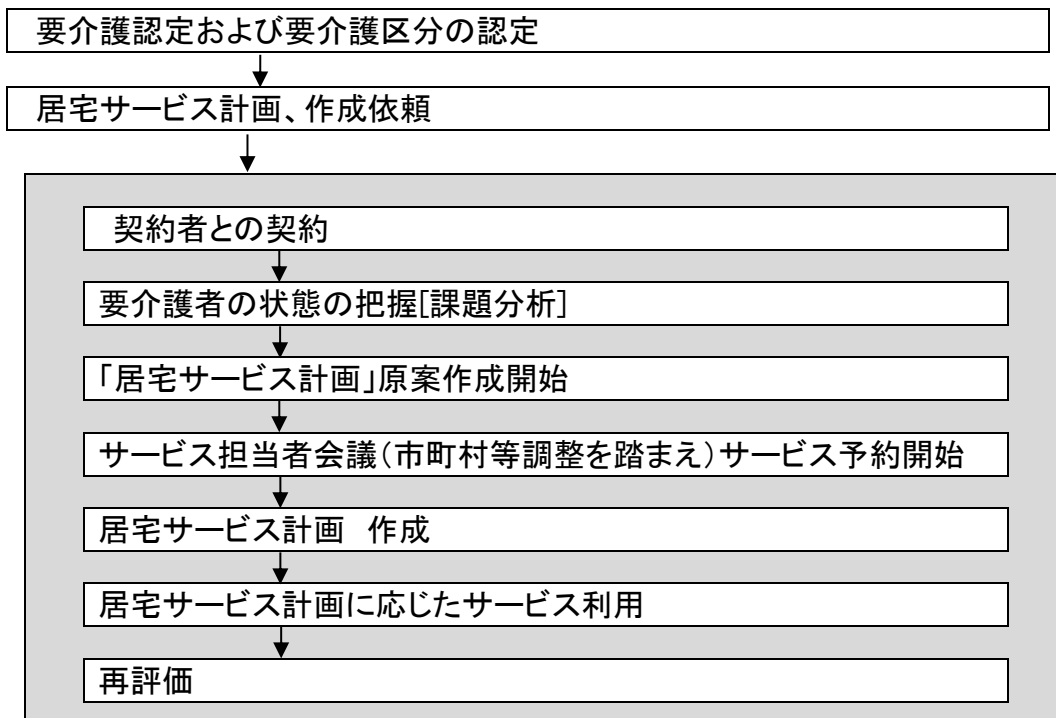 要介護認定および要介護区分の認定
居宅サービス計画、作成依頼
契約者との契約
要介護者の状態の把握[課題分析]
「居宅サービス計画」原案作成開始
サービス担当者会議(市町村等調整を踏まえ)サービス予約開始
居宅サービス計画　作成
居宅サービス計画に応じたサービス利用
再評価